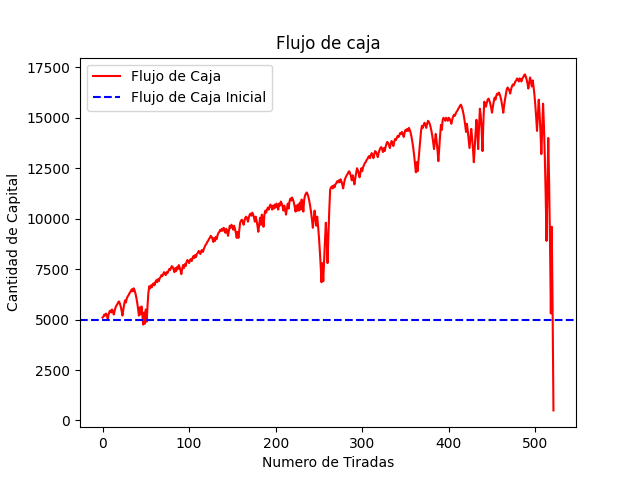 Flujo de caja
17500
15000
12500
10000
7500
5000
2500
0
Cantidad de Capital
Flujo de Caja
Flujo de Caja Inicial
0 100 200 300 400 500
Numero de Tiradas